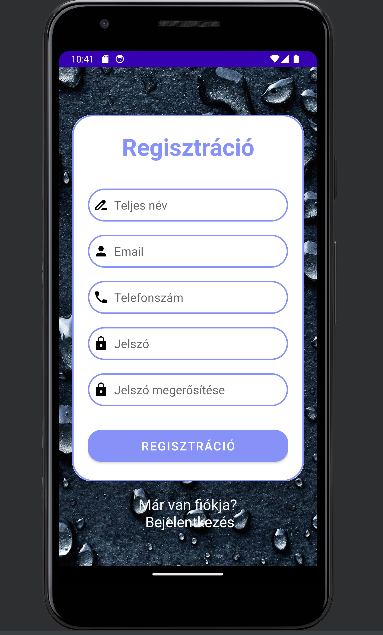 10:41
Regisztráció
Teljes név
Email
Telefonszám
Jelszó
Jelszó megerősítése
REGISZTRÁCIÓ
Már van fiókja?
Bejelentkezés